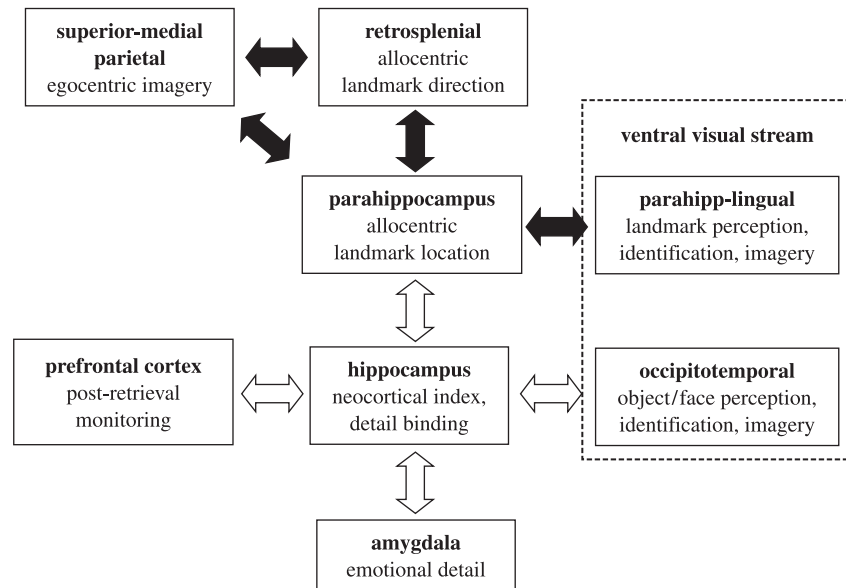 superior-medial
parietal
egocentric imagery
retrosplenial
allocentric
landmark direction
ventral visual stream
parahippocampus
allocentric
landmark location
parahipp-lingual
landmark perception,
identification, imagery
prefrontal cortex
post-retrieval
monitoring
hippocampus
neocortical index,
detail binding
occipitotemporal
object/face perception,
identification, imagery
amygdala
emotional detail